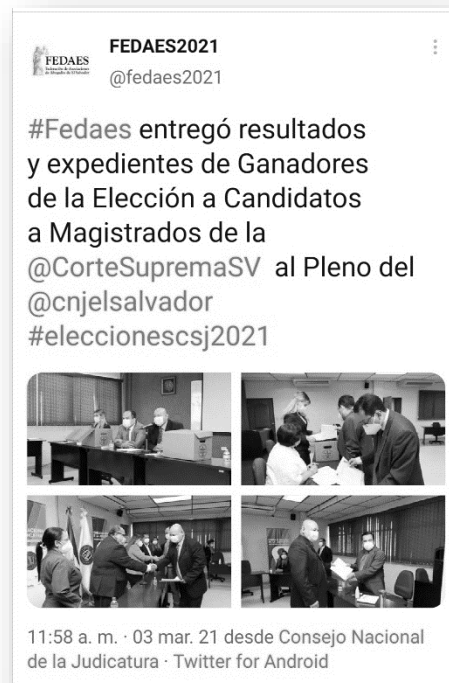 FEDAES2021
FEDAES
@fedaes2021
#Fedaes entregó resultados
y expedientes de Ganadores
de la Elección a Candidatos
a Magistrados de la
@CorteSupremaSV al Pleno del
@cnjelsalvador
#eleccionescsj2021
11:58 a. m. · 03 mar. 21 desde Consejo Nacional
de la Judicatura · Twitter for Android